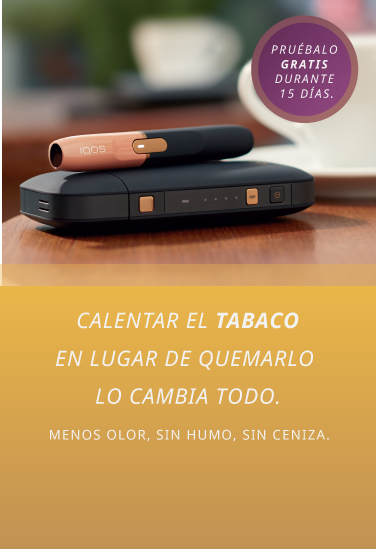 PRUÉBALO
GRATIS
DURANTE
15 DÍAS.
IQOS
CALENTAR EL TABACO
EN LUGAR DE QUEMARLO
LO CAMBIA TODO.
MENOS OLOR, SIN HUMO, SIN CENIZA.